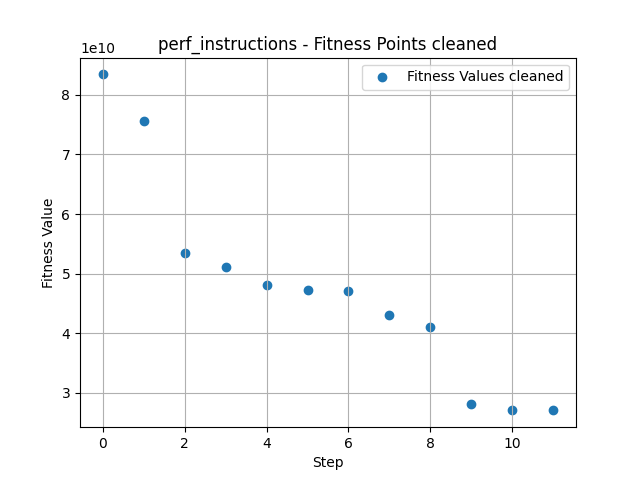 perf_instructions - Fitness Points cleaned
1e10
Fitness Values cleaned
8
7
6
5
4
3
Fitness Value
0 2 4 6 8 10
Step